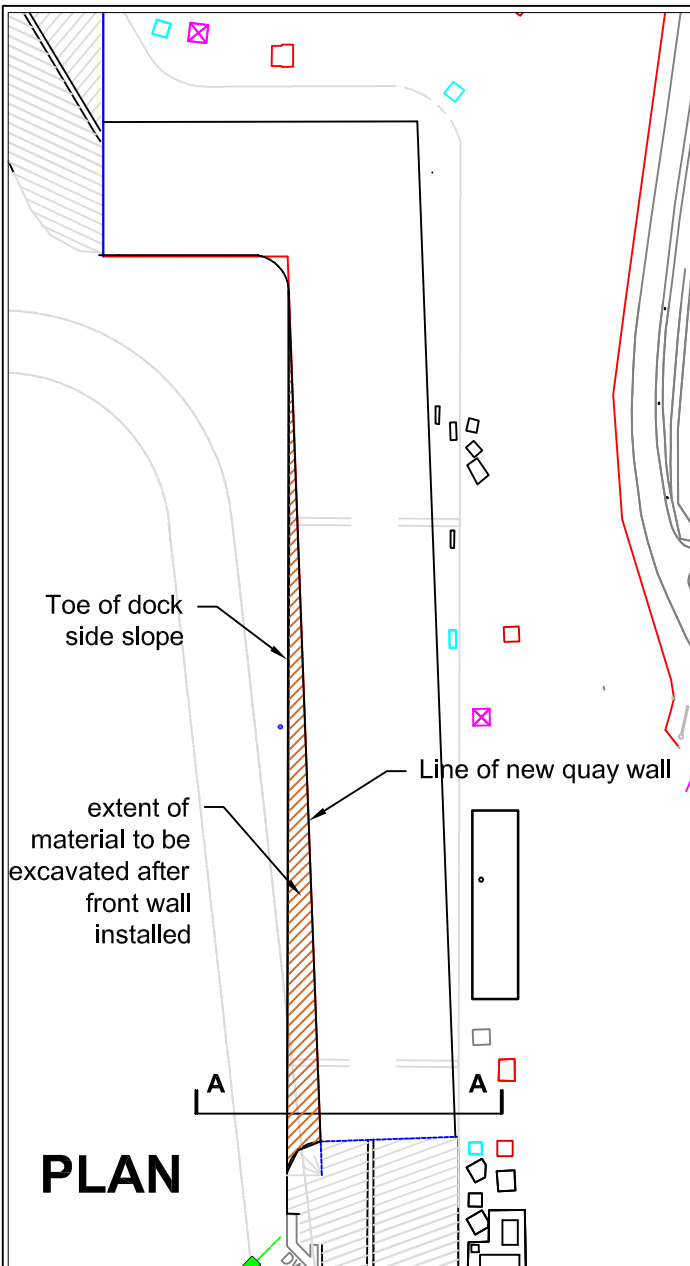 Toe of dock
side slope
Line of new quay wall
extent of
material to be
excavated after
front wall
installed
A A
PLAN